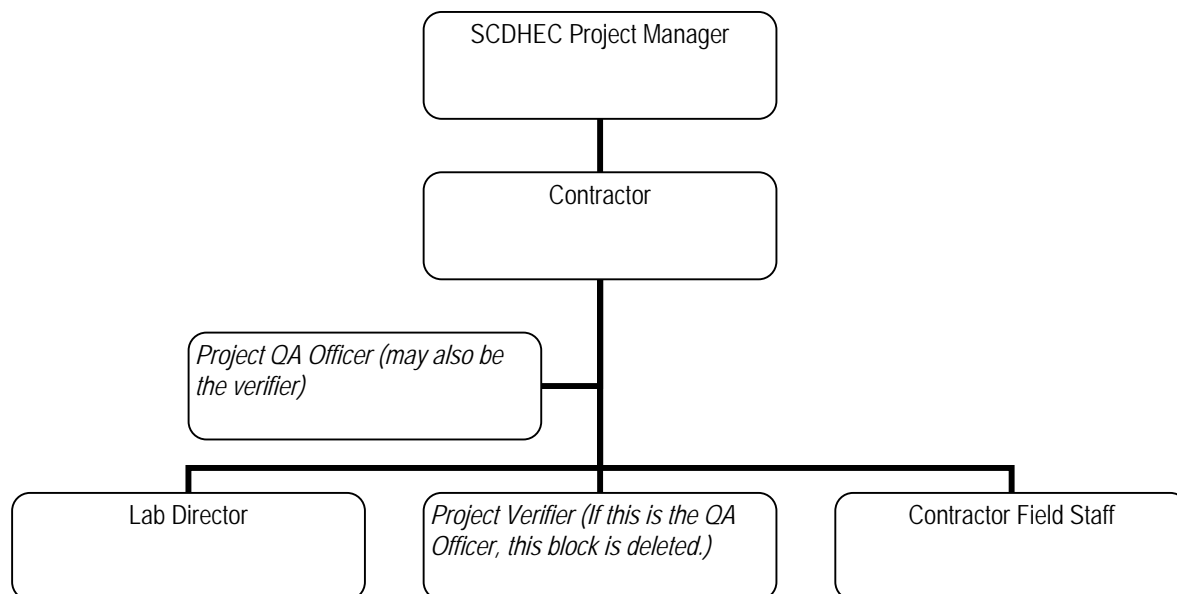 SCDHEC Project Manager
Contractor
Project QA Officer (may also be
the verifier)
Lab Director
Project Verifier (If this is the QA
Officer, this block is deleted.)
Contractor Field Staff